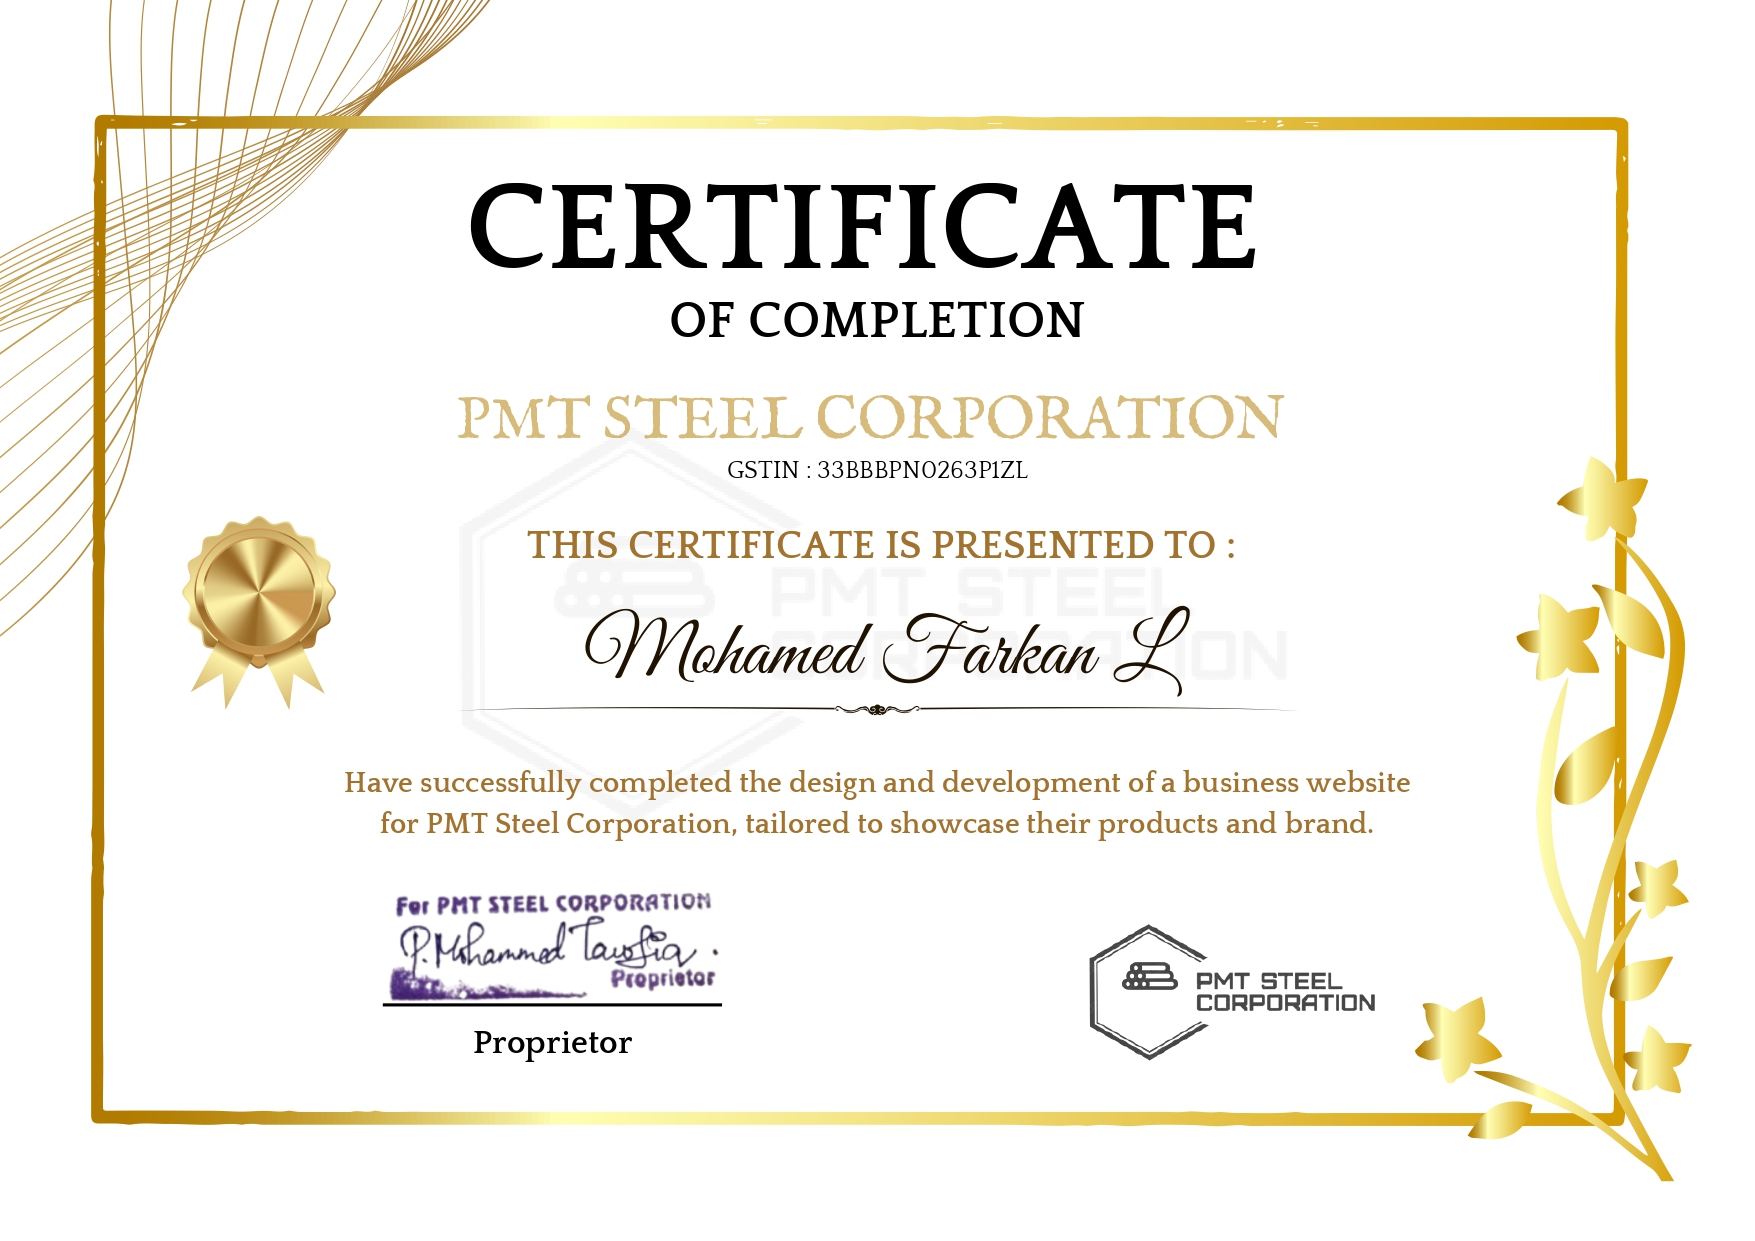 CERTIFICATE
OF COMPLETION
PMT STEEL CORPORATION
GSTIN : 33BBBPN0263P1ZL
THIS CERTIFICATE IS PRESENTED TO :
PMT STEEL
CORPORATION
Mohamed Farkan L
Have successfully completed the design and development of a business website
for PMT Steel Corporation, tailored to showcase their products and brand.
For PMT STEEL CORPORATION
P. Mohammed
Proprietor
Proprietor
PMT STEEL
CORPORATION